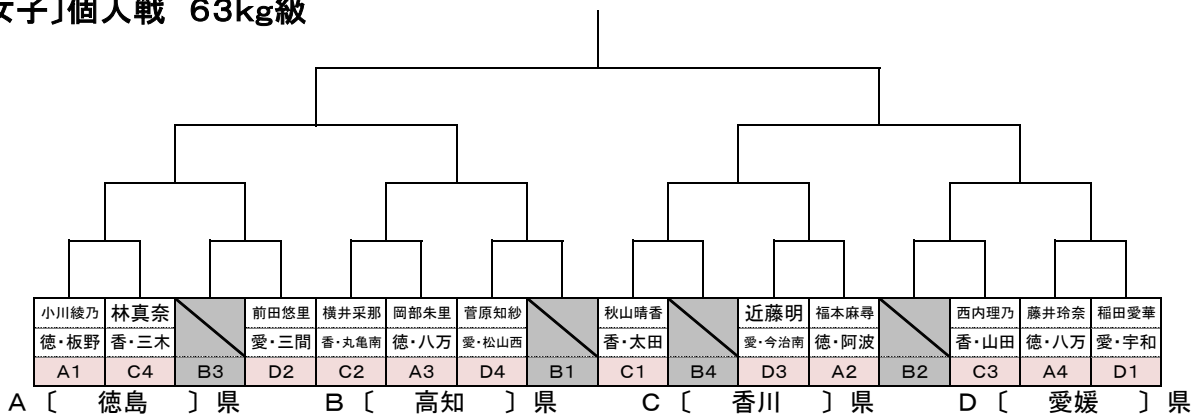 女子］個人戦　６３kg級
小川綾乃 林真奈 前田悠里 横井采那 岡部朱里 菅原知紗 秋山晴香 近藤明 福本麻尋 西内理乃 藤井玲奈 稲田愛華
徳・板野 香・三木 愛・三間 香・丸亀南 徳・八万 愛・松山西 香・太田 愛・今治南 徳・阿波 香・山田 徳・八万 愛・宇和
A1 C4 B3 D2 C2 A3 D4 B1 C1 B4 D3 A2 B2 C3 A4 D1
A〔　徳島　〕県　B〔　高知　〕県　C〔　香川　〕県　D〔　愛媛　〕県